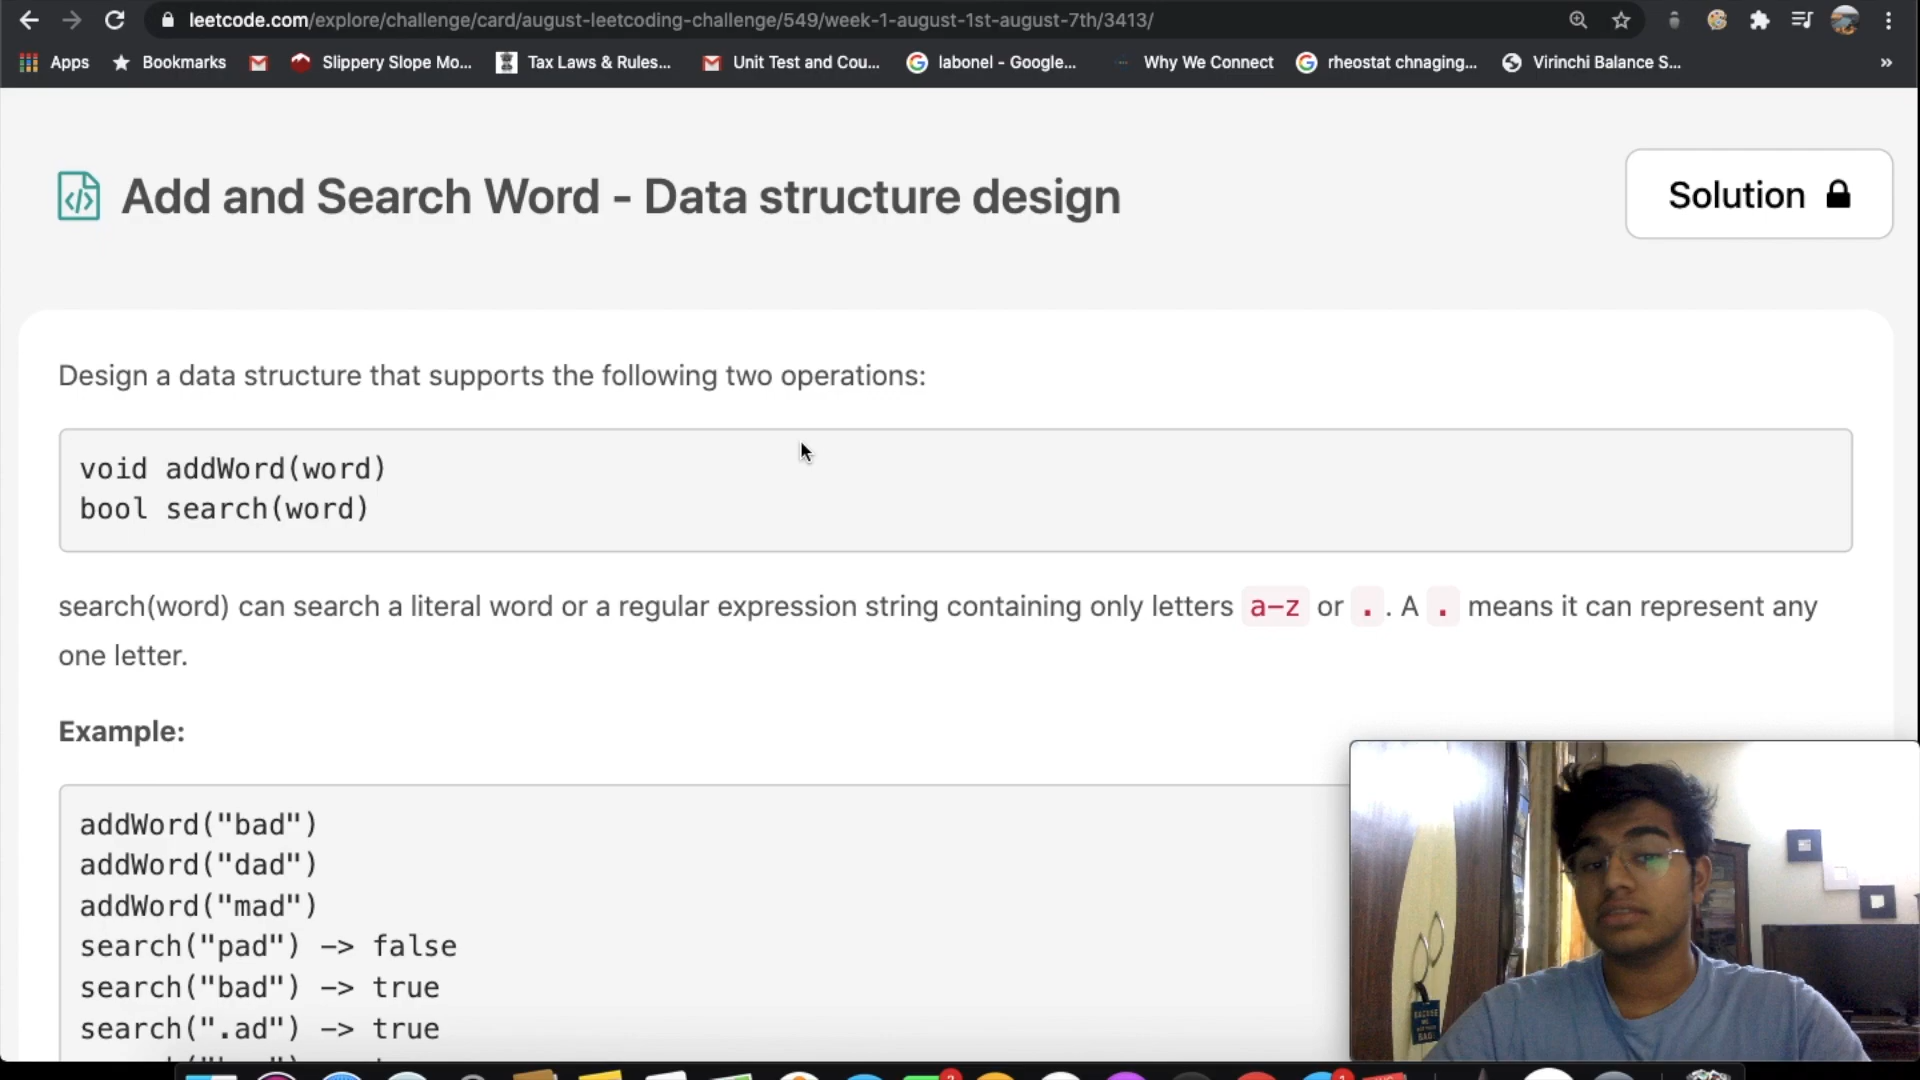 leetcode.com/explore/challenge/card/august-leetcoding-challenge/549/week-1-august-1st-august-7th/3413/
Apps Bookmarks Slippery Slope Mo... Tax Laws & Rules... Unit Test and Cou... labonel - Google... Why We Connect rheostat chnaging... Virinchi Balance S... »
</> Add and Search Word - Data structure design
Solution
Design a data structure that supports the following two operations:
void addWord(word)
bool search(word)
search(word) can search a literal word or a regular expression string containing only letters a-z or . . A . means it can represent any
one letter.
Example:
addWord("bad")
addWord("dad")
addWord("mad")
search("pad") -> false
search("bad") -> true
search(".ad") -> true